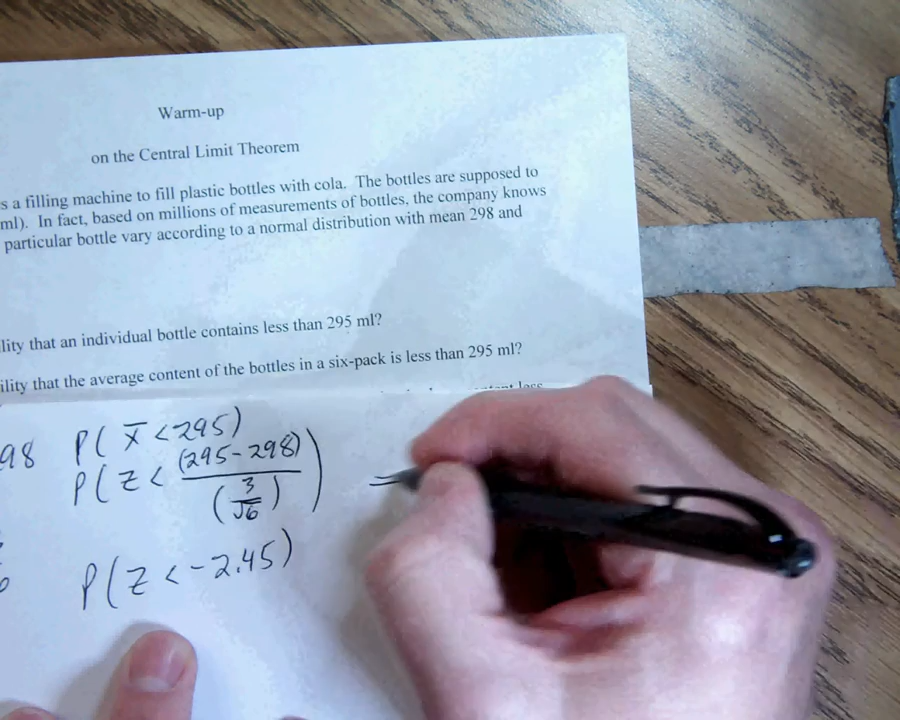 Warm-up
on the Central Limit Theorem
s a filling machine to fill plastic bottles with cola. The bottles are supposed to
ml). In fact, based on millions of measurements of bottles, the company knows
particular bottle vary according to a normal distribution with mean 298 and
lity that an individual bottle contains less than 295 ml?
ility that the average content of the bottles in a six-pack is less than 295 ml?
98 P( x̄ < 295)
P( Z < (295-298) / (3/√6) ) =
6 P(Z < -2.45)